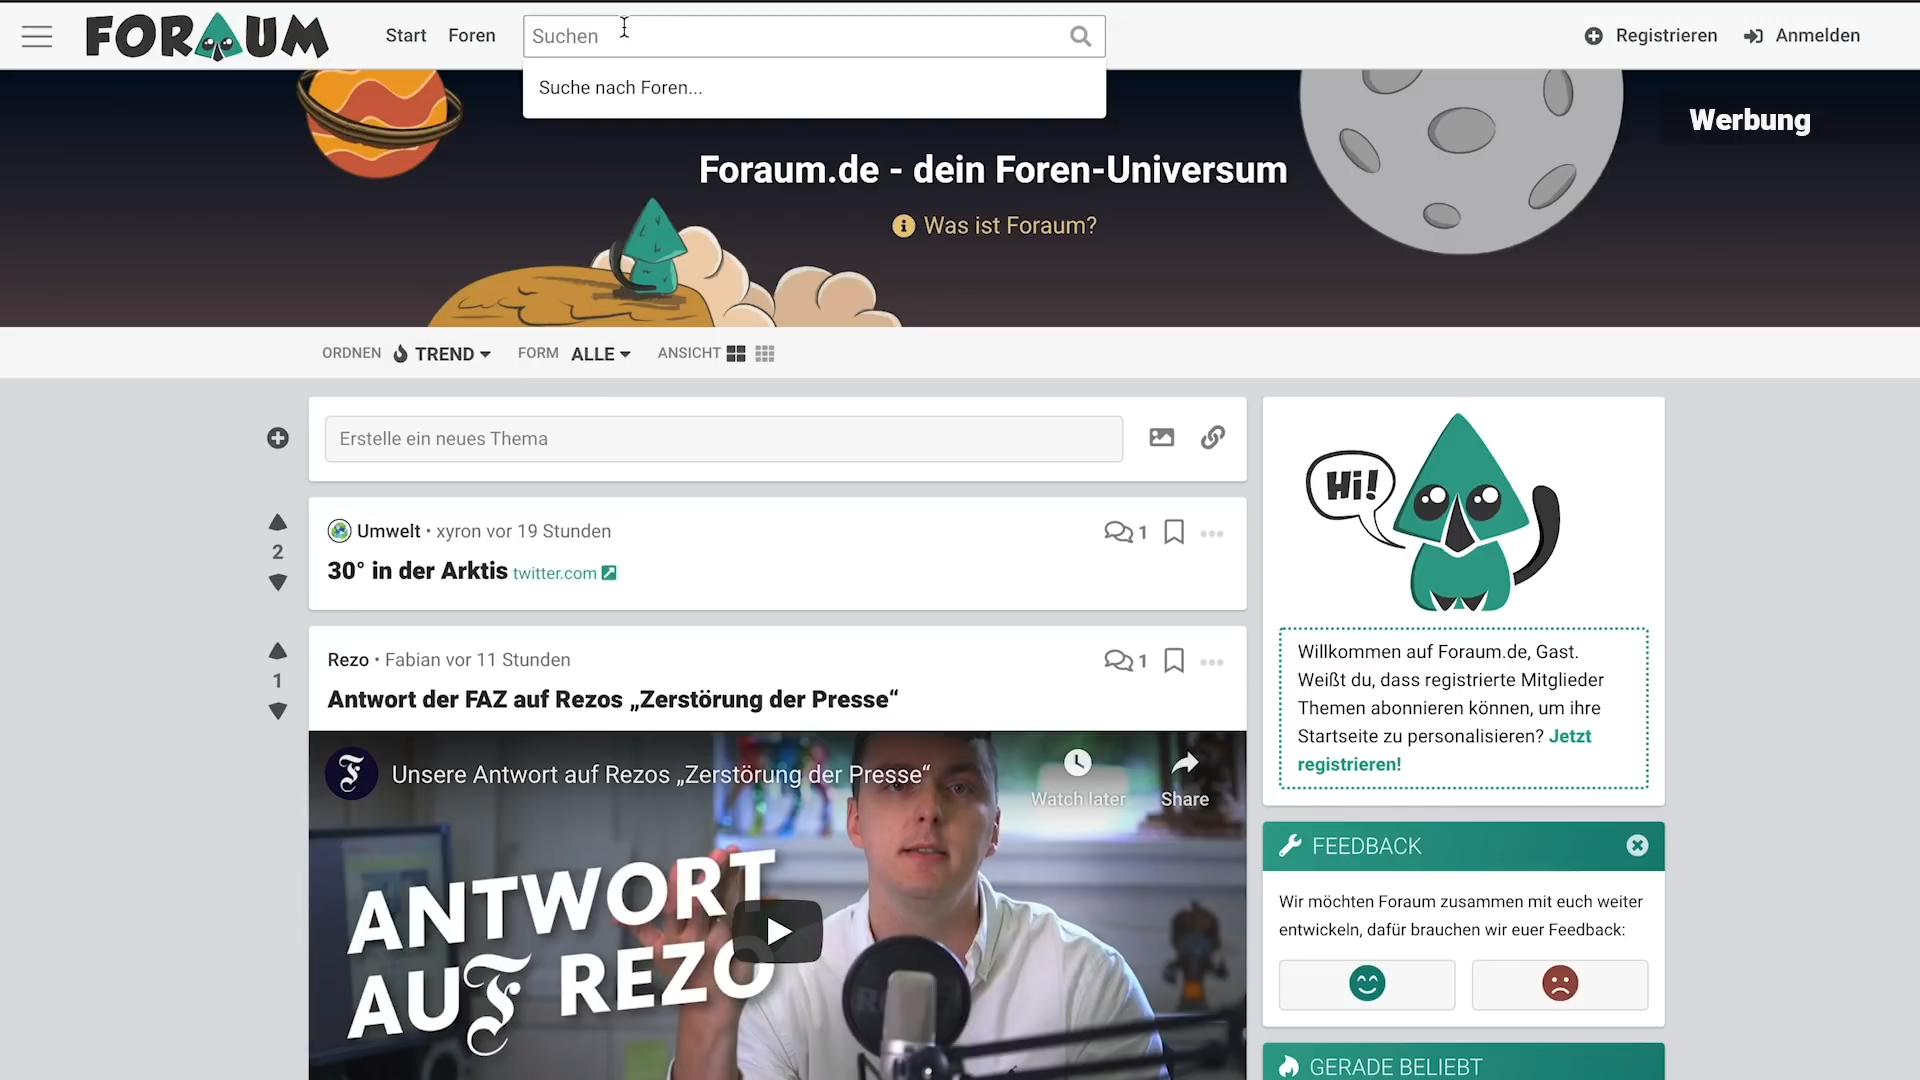 FORAUM
Start
Foren
Suchen
Registrieren
Anmelden
Suche nach Foren...
Werbung
Foraum.de - dein Foren-Universum
Was ist Foraum?
ORDNEN
TREND
FORM
ALLE
ANSICHT
Erstelle ein neues Thema
2
Umwelt • xyron vor 19 Stunden
1
30° in der Arktis twitter.com
1
Rezo • Fabian vor 11 Stunden
1
Antwort der FAZ auf Rezos „Zerstörung der Presse“
Unsere Antwort auf Rezos „Zerstörung der Presse“
Watch later
Share
ANTWORT
AUF REZO
Hi!
Willkommen auf Foraum.de, Gast.
Weißt du, dass registrierte Mitglieder
Themen abonnieren können, um ihre
Startseite zu personalisieren? Jetzt
registrieren!
FEEDBACK
Wir möchten Foraum zusammen mit euch weiter
entwickeln, dafür brauchen wir euer Feedback:
GERADE BELIEBT